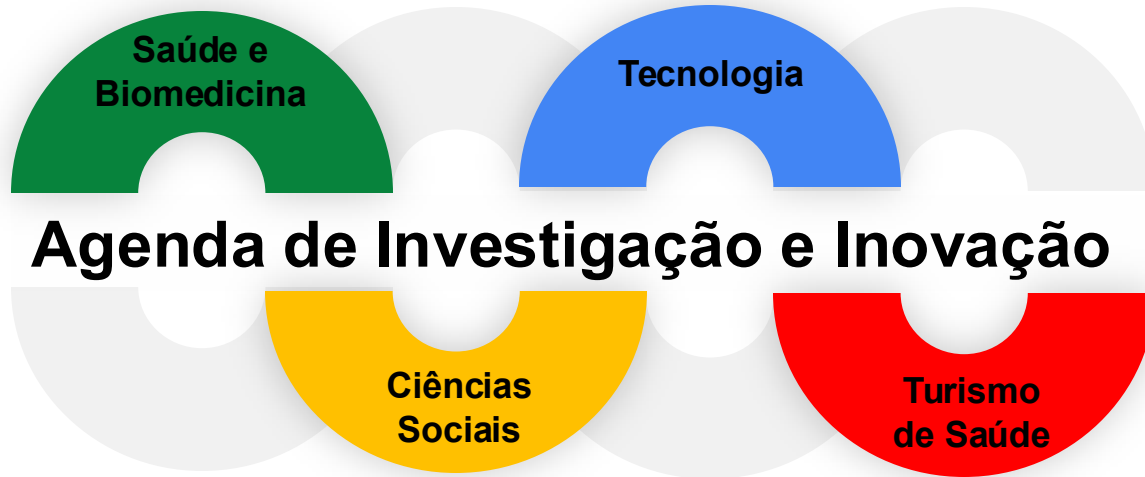 Saúde e
Biomedicina
Tecnologia
Agenda de Investigação e Inovação
Ciências
Sociais
Turismo
de Saúde